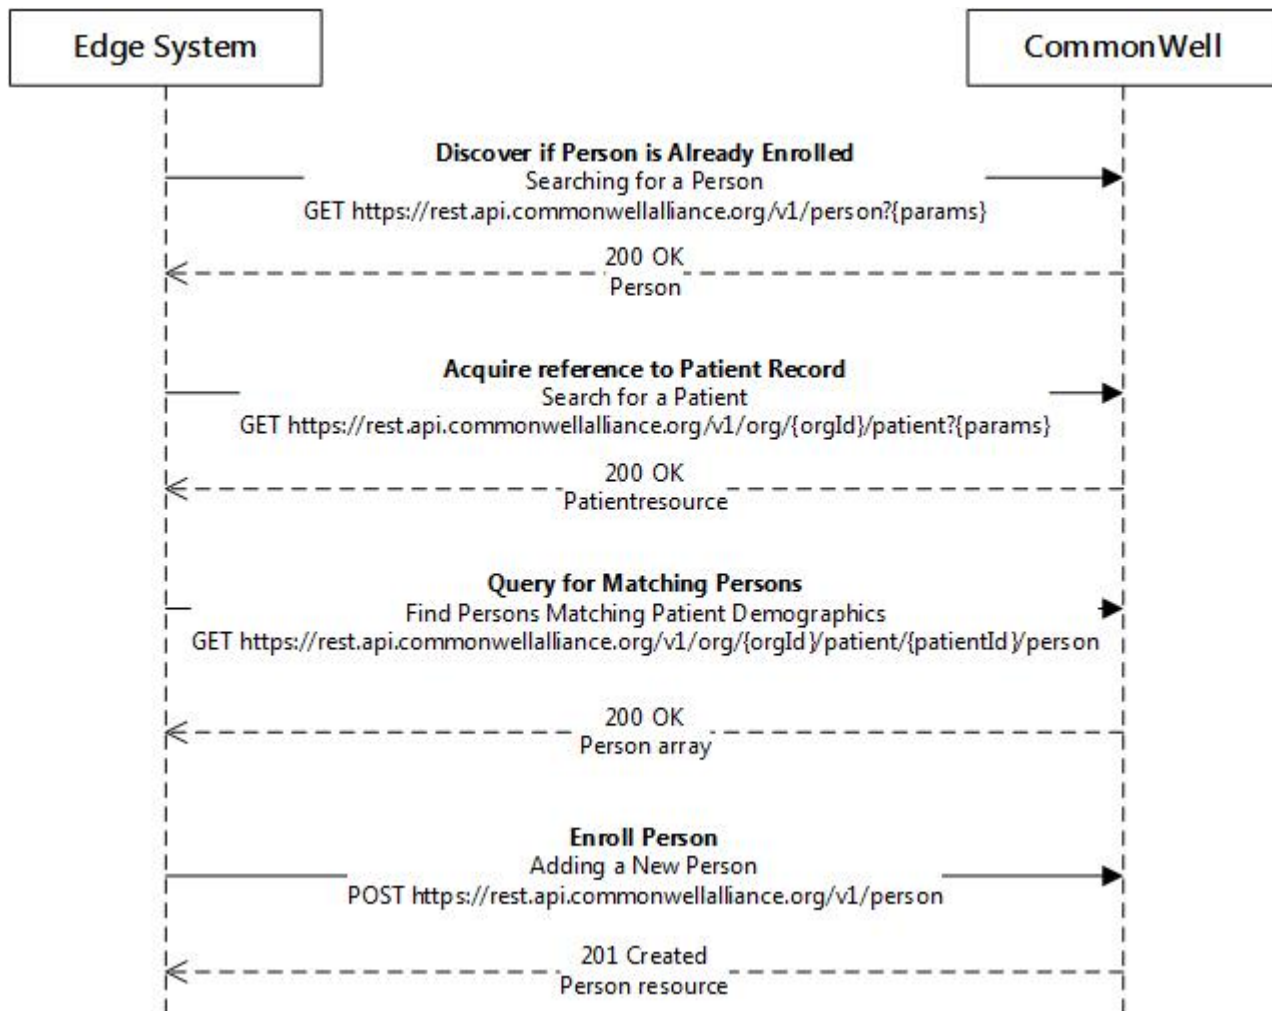 Edge System
CommonWell
Discover if Person is Already Enrolled
Searching for a Person
GET https://rest.api.commonwellalliance.org/v1/person?{params}
200 OK
Person
Acquire reference to Patient Record
Search for a Patient
GET https://rest.api.commonwellalliance.org/v1/org/{orgId}/patient?{params}
200 OK
Patientresource
Query for Matching Persons
Find Persons Matching Patient Demographics
GET https://rest.api.commonwellalliance.org/v1/org/{orgId}/patient/{patientId}/person
200 OK
Person array
Enroll Person
Adding a New Person
POST https://rest.api.commonwellalliance.org/v1/person
201 Created
Person resource